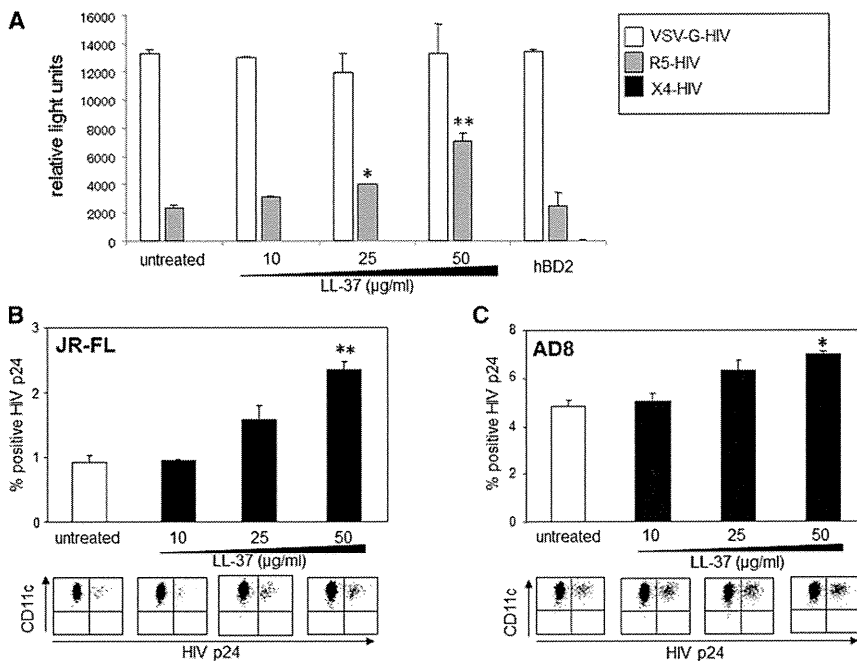 A
VSV-G-HIV
R5-HIV
X4-HIV
relative light units
16000
14000
12000
10000
8000
6000
4000
2000
0
* **
untreated 10 25 50 hBD2
LL-37 (µg/ml)
B
JR-FL
% positive HIV p24
3
2
1
0
**
untreated 10 25 50
LL-37 (µg/ml)
CD11c
HIV p24
C
AD8
% positive HIV p24
8
6
4
2
0
*
untreated 10 25 50
LL-37 (µg/ml)
CD11c
HIV p24